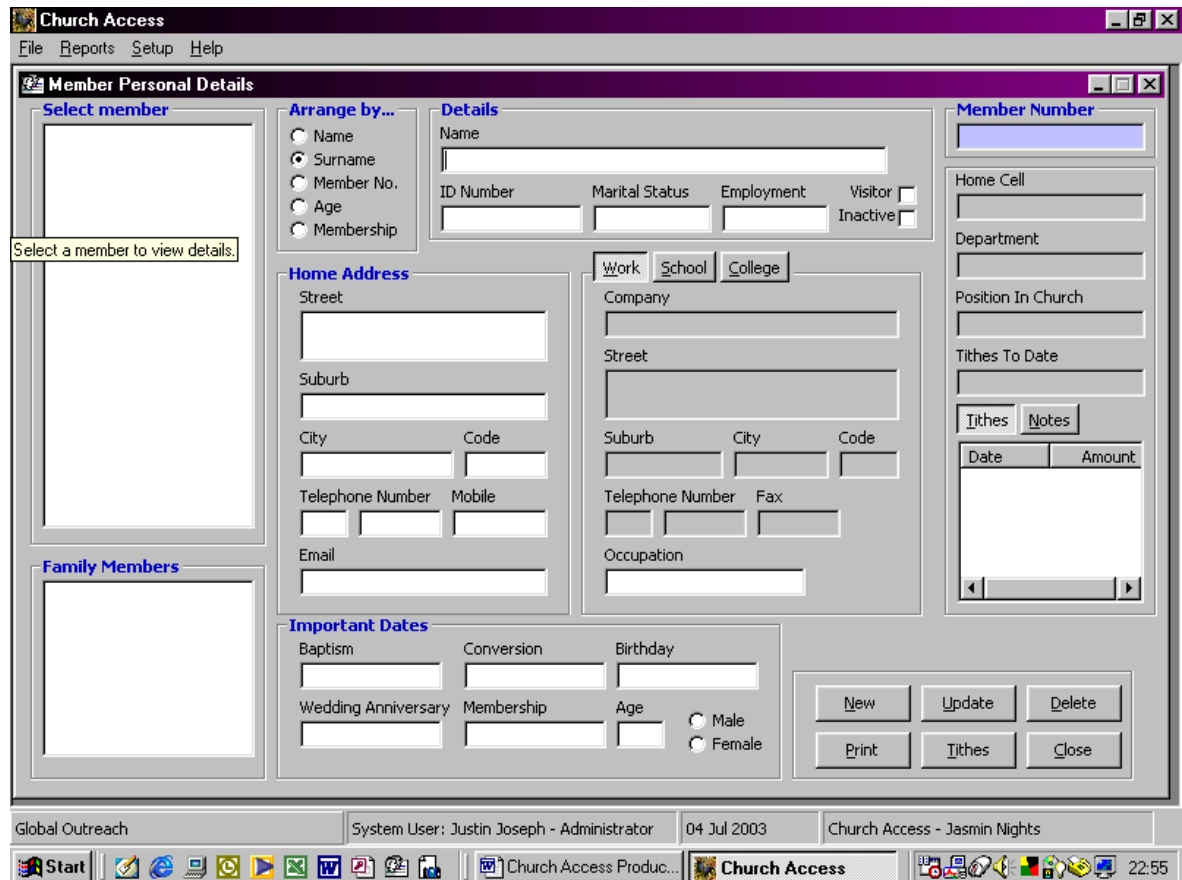 Church Access
File Reports Setup Help
Member Personal Details
Select member
Select a member to view details.
Family Members
Arrange by...
Name
Surname
Member No.
Age
Membership
Details
Name
ID Number Marital Status Employment Visitor
Inactive
Member Number
Home Address
Street
Suburb
City Code
Telephone Number Mobile
Email
Work School College
Company
Street
Suburb City Code
Telephone Number Fax
Occupation
Home Cell
Department
Position In Church
Tithes To Date
Tithes Notes
Date Amount
Important Dates
Baptism Conversion Birthday
Wedding Anniversary Membership Age Male
Female
New Update Delete
Print Tithes Close
Global Outreach System User: Justin Joseph - Administrator 04 Jul 2003 Church Access - Jasmin Nights
Start Church Access Produc... Church Access 22:55